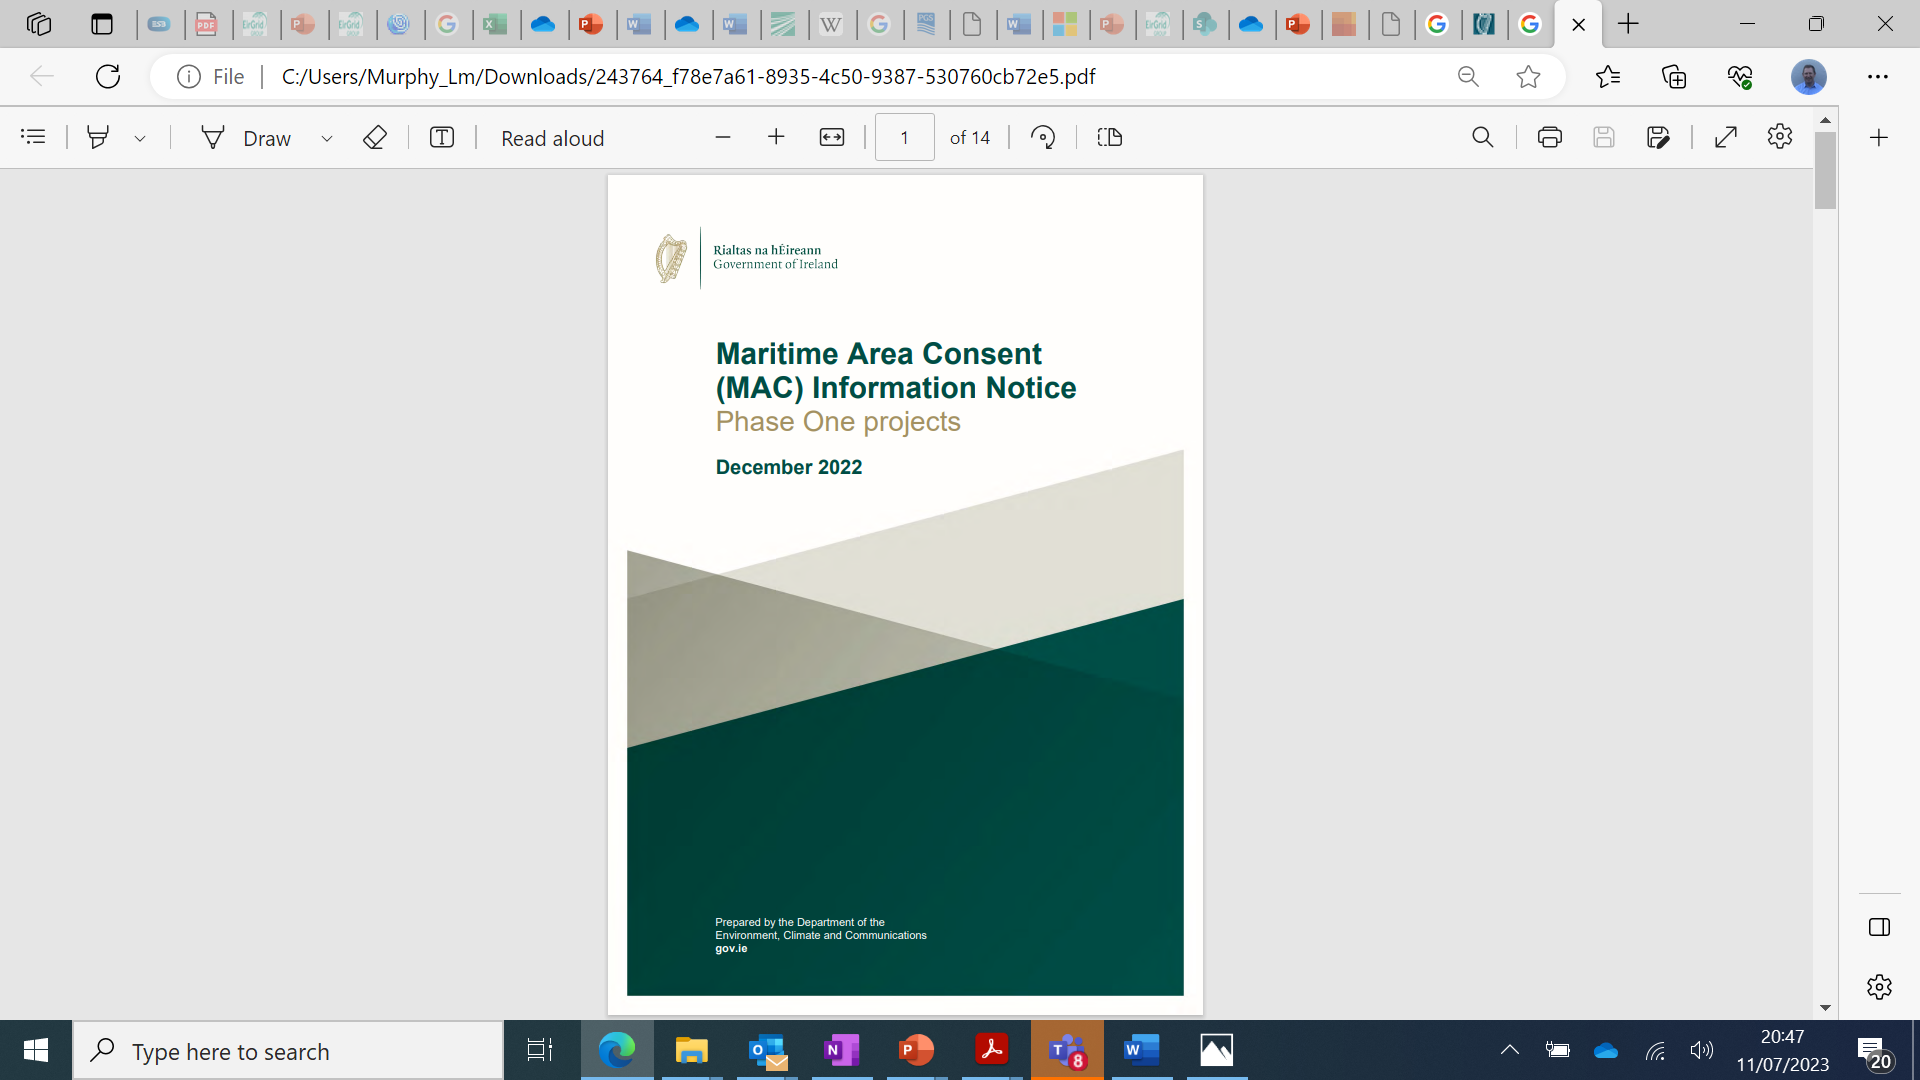 File
C:/Users/Murphy_Lm/Downloads/243764_f78e7a61-8935-4c50-9387-530760cb72e5.pdf
Draw
Read aloud
1
of 14
Rialtas na hÉireann
Government of Ireland
Maritime Area Consent
(MAC) Information Notice
Phase One projects
December 2022
Prepared by the Department of the
Environment, Climate and Communications
gov.ie
Type here to search
8
20:47
11/07/2023
20